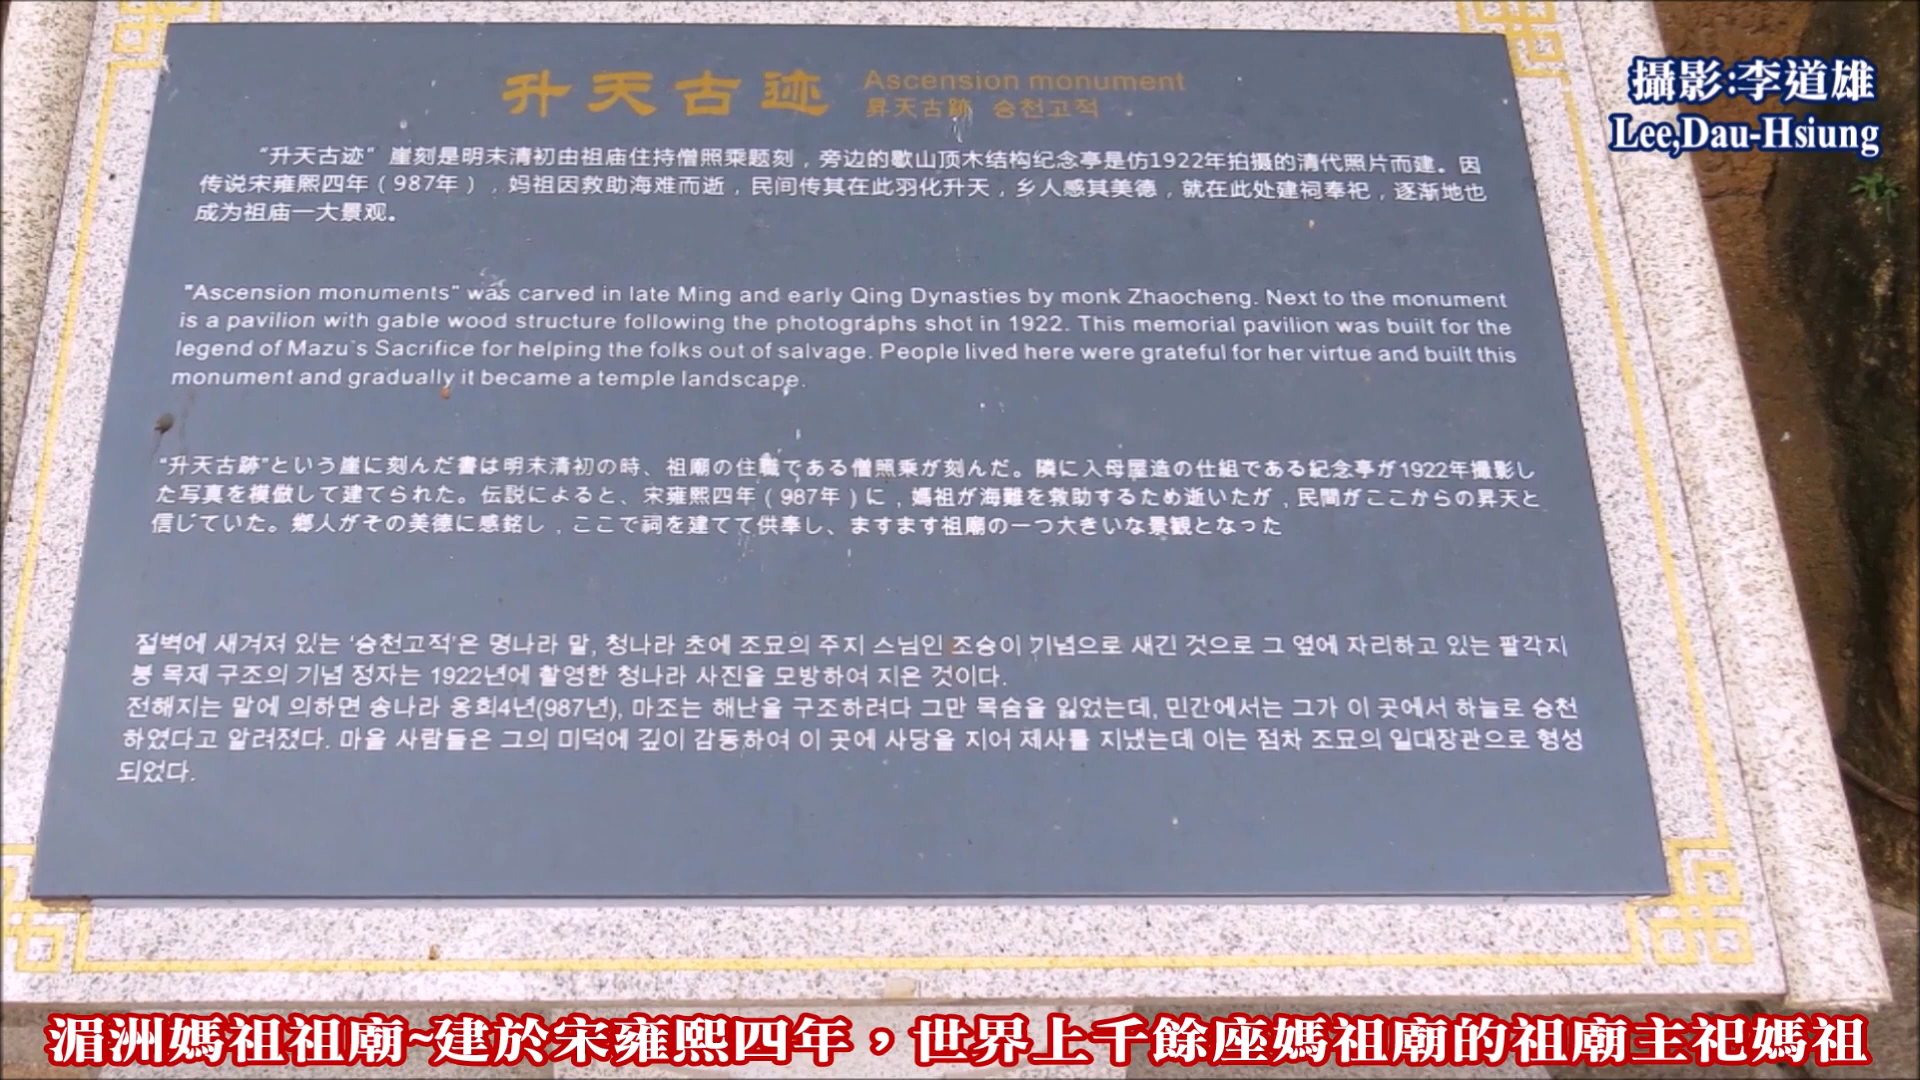 升天古迹 Ascension monument
昇天古跡 승천고적
攝影:李道雄
Lee,Dau-Hsiung
“升天古迹”崖刻是明末清初由祖庙住持僧照乘题刻，旁边的歇山顶木结构纪念亭是仿1922年拍摄的清代照片而建。因
传说宋雍熙四年（987年），妈祖因救助海难而逝，民间传其在此羽化升天，乡人感其美德，就在此处建祠奉祀，逐渐地也
成为祖庙一大景观。
"Ascension monuments" was carved in late Ming and early Qing Dynasties by monk Zhaocheng. Next to the monument
is a pavilion with gable wood structure following the photographs shot in 1922. This memorial pavilion was built for the
legend of Mazu's Sacrifice for helping the folks out of salvage. People lived here were grateful for her virtue and built this
monument and gradually it became a temple landscape.
“升天古跡”という崖に刻んだ書は明末清初の時、祖廟の住職である僧照乘が刻んだ。隣に入母屋造の仕組である紀念亭が1922年撮影し
た写真を模倣して建てられた。伝説によると、宋雍熙四年（987年）に，媽祖が海難を救助するため逝いたが，民間がここからの昇天と
信じていた。鄉人がその美德に感銘し，ここで祠を建てて供奉し、ますます祖廟の一つ大きいな景観となった
절벽에 새겨져 있는 ‘승천고적’은 명나라 말, 청나라 초에 조묘의 주지 스님인 조승이 기념으로 새긴 것으로 그 옆에 자리하고 있는 팔각지
붕 목제 구조의 기념 정자는 1922년에 촬영한 청나라 사진을 모방하여 지은 것이다.
전해지는 말에 의하면 송나라 옹희4년(987년), 마조는 해난을 구조하려다 그만 목숨을 잃었는데, 민간에서는 그가 이 곳에서 하늘로 승천
하였다고 알려졌다. 마을 사람들은 그의 미덕에 깊이 감동하여 이 곳에 사당을 지어 제사를 지냈는데 이는 점차 조묘의 일대장관으로 형성
되었다.
湄洲媽祖祖廟~建於宋雍熙四年，世界上千餘座媽祖廟的祖廟主祀媽祖